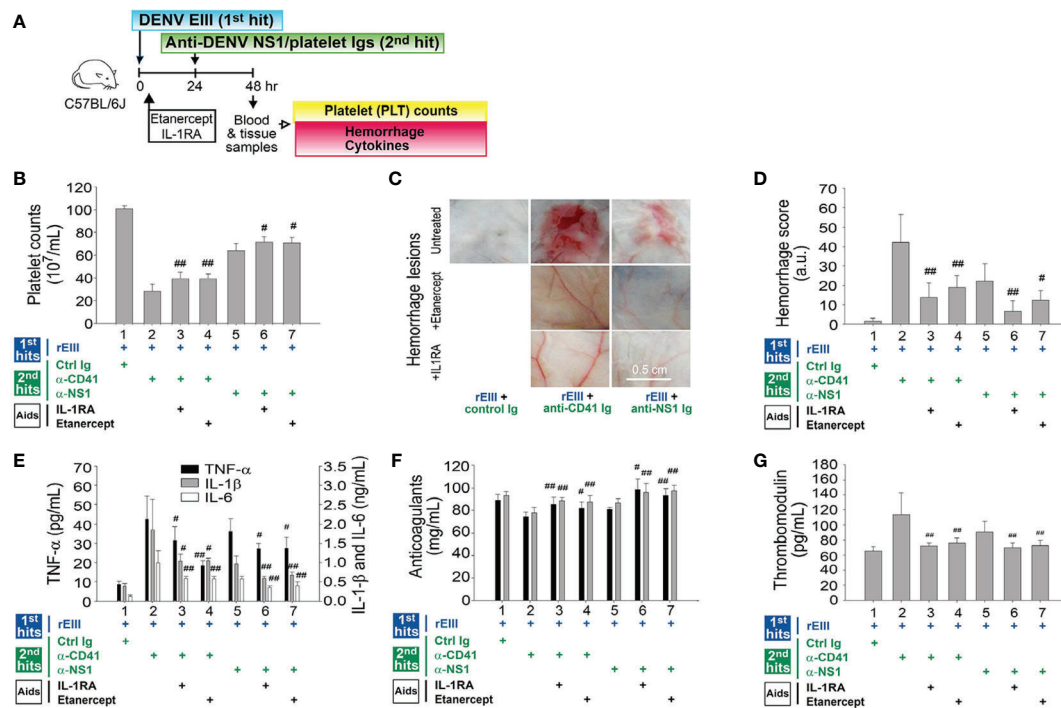 A
DENV EIII (1st hit)
Anti-DENV NS1/platelet Igs (2nd hit)
C57BL/6J
0 24 48 hr
Etanercept
IL-1RA
Blood
& tissue
samples
Platelet (PLT) counts
Hemorrhage
Cytokines
B
Platelet counts
(10^7/mL)
120
100
80
60
40
20
0
## ## # #
1 2 3 4 5 6 7
1st hits rEIII + + + + + + +
2nd hits
Ctrl Ig +
α-CD41 + + +
α-NS1 + + +
Aids
IL-1RA + +
Etanercept + +
C
Hemorrhage lesions
Untreated
+Etanercept
+IL1RA
0.5 cm
rEIII +
control Ig
rEIII +
anti-CD41 Ig
rEIII +
anti-NS1 Ig
D
Hemorrhage score
(a.u.)
70
60
50
40
30
20
10
0
## ## ## #
1 2 3 4 5 6 7
1st hits rEIII + + + + + + +
2nd hits
Ctrl Ig +
α-CD41 + + +
α-NS1 + + +
Aids
IL-1RA + +
Etanercept + +
E
TNF-α
IL-1β
IL-6
TNF-α (pg/mL)
70
60
50
40
30
20
10
0
IL-1-β and IL-6 (ng/mL)
3.5
3.0
2.5
2.0
1.5
1.0
0.5
0.0
# # ## ## # ## # ## ## # ## ##
1 2 3 4 5 6 7
1st hits rEIII + + + + + + +
2nd hits
Ctrl Ig +
α-CD41 + + +
α-NS1 + + +
Aids
IL-1RA + +
Etanercept + +
F
Anticoagulants
(mg/mL)
120
100
80
60
40
20
0
## ## # ## # ## ## ##
1 2 3 4 5 6 7
1st hits rEIII + + + + + + +
2nd hits
Ctrl Ig +
α-CD41 + + +
α-NS1 + + +
Aids
IL-1RA + +
Etanercept + +
G
Thrombomodulin
pg/mL)
180
160
140
120
100
80
60
40
20
0
## ## ## ##
1 2 3 4 5 6 7
1st hits rEIII + + + + + + +
2nd hits
Ctrl Ig +
α-CD41 + + +
α-NS1 + + +
Aids
IL-1RA + +
Etanercept + +